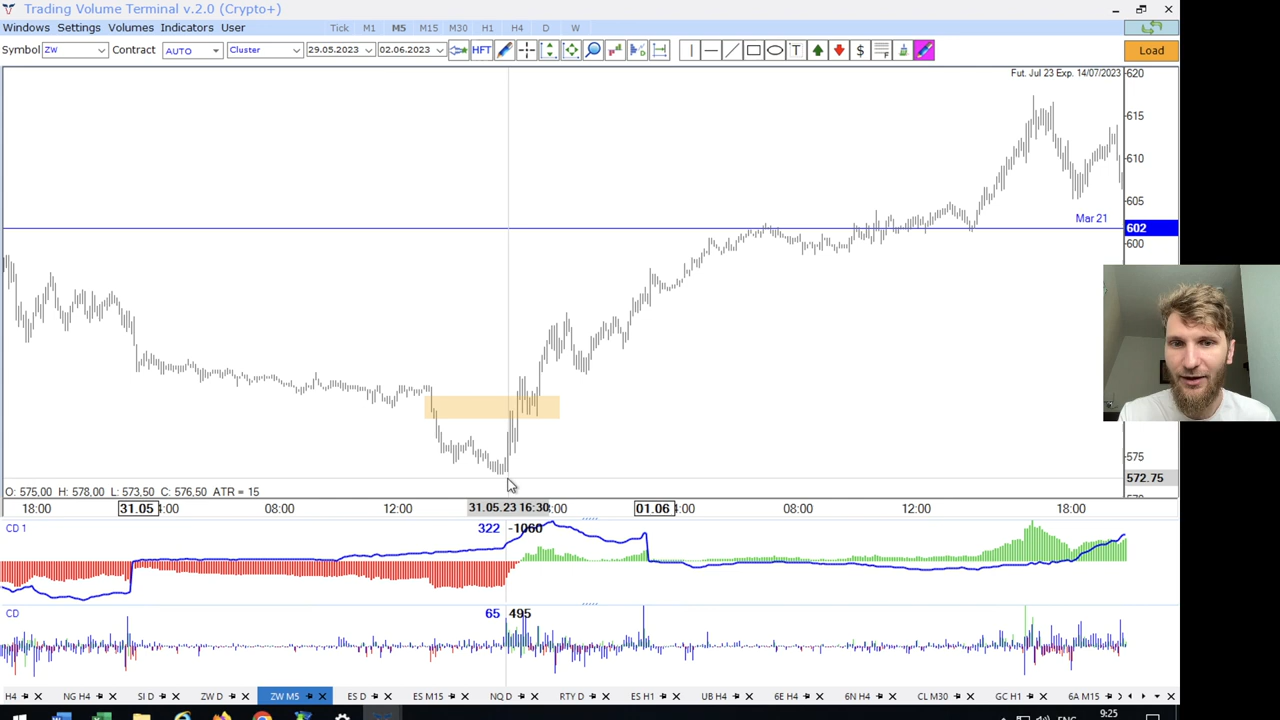 Trading Volume Terminal v.2.0 (Crypto+)
Windows Settings Volumes Indicators User Tick M1 M5 M15 M30 H1 H4 D W
Symbol ZW Contract AUTO Cluster 29.05.2023 02.06.2023 HFT T $ F Load
Fut. Jul 23 Exp. 14/07/2023 620
615
610
605
Mar 21
602
600
575
572.75
O: 575,00 H: 578,00 L: 573,50 C: 576,50 ATR = 15
18:00 31.05 4:00 08:00 12:00 31.05.23 16:30 :00 01.06 4:00 08:00 12:00 18:00
CD 1 322 -1060
CD 65 495
H4 NG H4 SI D ZW D ZW M5 ES D ES M15 NQ D RTY D ES H1 UB H4 6E H4 6N H4 CL M30 GC H1 6A M15
ENG 9:25